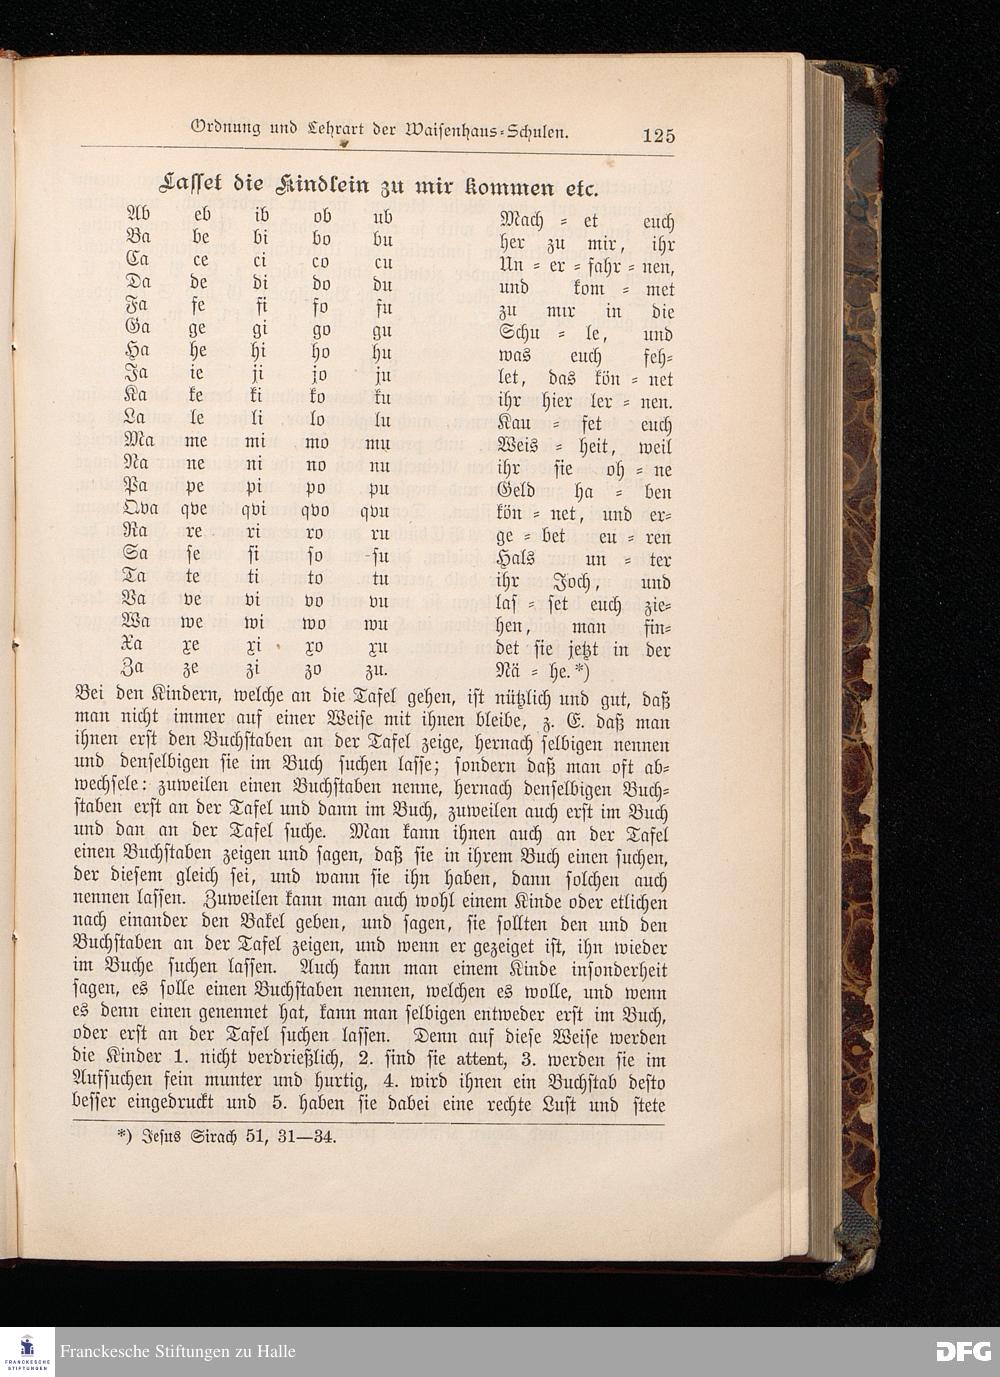 Ordnung und Lehrart der Waisenhaus-Schulen. 125
Lasset die Kindlein zu mir kommen etc.
Ab eb ib ob ub
Ba be bi bo bu
Ca ce ci co cu
Da de di do du
Fa fe fi fo fu
Ga ge gi go gu
Ha he hi ho hu
Ja ie ji jo ju
Ka ke ki ko ku
La le li lo lu
Ma me mi mo mu
Na ne ni no nu
Pa pe pi po pu
Qva qve qvi qvo qvu
Ra re ri ro ru
Sa se si so su
Ta te ti to tu
Va ve vi vo vu
Wa we wi wo wu
Xa xe xi xo xu
Za ze zi zo zu.
Mach - et euch
her zu mir, ihr
Un - er - fahr - nen,
und kom - met
zu mir in die
Schu - le, und
was euch feh-
let, das kön - net
ihr hier ler - nen.
Kau - fet euch
Weis - heit, weil
ihr sie oh - ne
Geld ha - ben
kön - net, und er-
ge - bet eu - ren
Hals un - ter
ihr Joch, und
las - set euch zie-
hen, man fin-
det sie jetzt in der
Nä - he.*)
Bei den Kindern, welche an die Tafel gehen, ist nützlich und gut, daß
man nicht immer auf einer Weise mit ihnen bleibe, z. E. daß man
ihnen erst den Buchstaben an der Tafel zeige, hernach selbigen nennen
und denselbigen sie im Buch suchen lasse; sondern daß man oft ab-
wechsele: zuweilen einen Buchstaben nenne, hernach denselbigen Buch-
staben erst an der Tafel und dann im Buch, zuweilen auch erst im Buch
und dan an der Tafel suche. Man kann ihnen auch an der Tafel
einen Buchstaben zeigen und sagen, daß sie in ihrem Buch einen suchen,
der diesem gleich sei, und wann sie ihn haben, dann solchen auch
nennen lassen. Zuweilen kann man auch wohl einem Kinde oder etlichen
nach einander den Bakel geben, und sagen, sie sollten den und den
Buchstaben an der Tafel zeigen, und wenn er gezeiget ist, ihn wieder
im Buche suchen lassen. Auch kann man einem Kinde insonderheit
sagen, es solle einen Buchstaben nennen, welchen es wolle, und wenn
es denn einen genennet hat, kann man selbigen entweder erst im Buch,
oder erst an der Tafel suchen lassen. Denn auf diese Weise werden
die Kinder 1. nicht verdrießlich, 2. sind sie attent, 3. werden sie im
Aufsuchen fein munter und hurtig, 4. wird ihnen ein Buchstab desto
besser eingedruckt und 5. haben sie dabei eine rechte Lust und stete
*) Jesus Sirach 51, 31—34.
FRANCKESCHE
STIFTUNGEN
Franckesche Stiftungen zu Halle
DFG